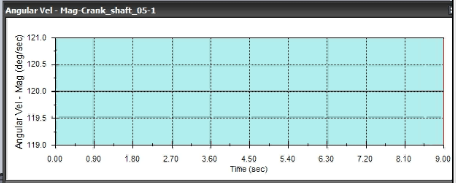 Angular Vel - Mag-Crank_shaft_05-1
Angular Vel - Mag (deg/sec)
121.0
120.5
120.0
119.5
119.0
0.00 0.90 1.80 2.70 3.60 4.50 5.40 6.30 7.20 8.10 9.00
Time (sec)